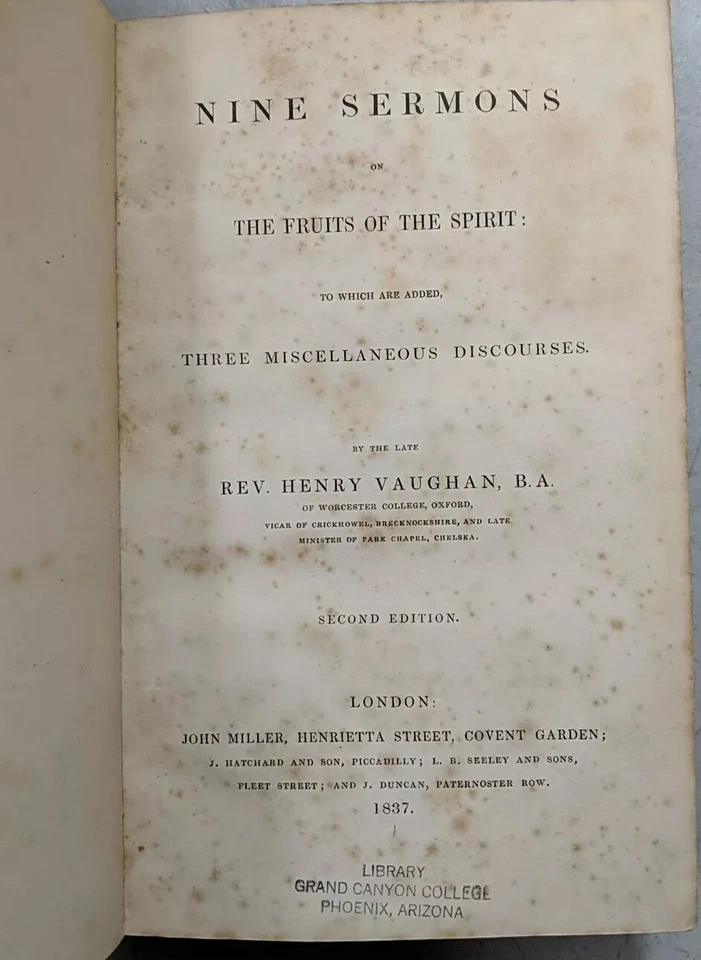 NINE SERMONS
ON
THE FRUITS OF THE SPIRIT:
TO WHICH ARE ADDED,
THREE MISCELLANEOUS DISCOURSES.
BY THE LATE
REV. HENRY VAUGHAN, B.A.
OF WORCESTER COLLEGE, OXFORD,
VICAR OF CRICKHOWEL, BRECKNOCKSHIRE, AND LATE
MINISTER OF PARK CHAPEL, CHELSEA.
SECOND EDITION.
LONDON:
JOHN MILLER, HENRIETTA STREET, COVENT GARDEN;
J. HATCHARD AND SON, PICCADILLY; L. B. SEELEY AND SONS,
FLEET STREET; AND J. DUNCAN, PATERNOSTER ROW.
1837.
LIBRARY
GRAND CANYON COLLEGE
PHOENIX, ARIZONA